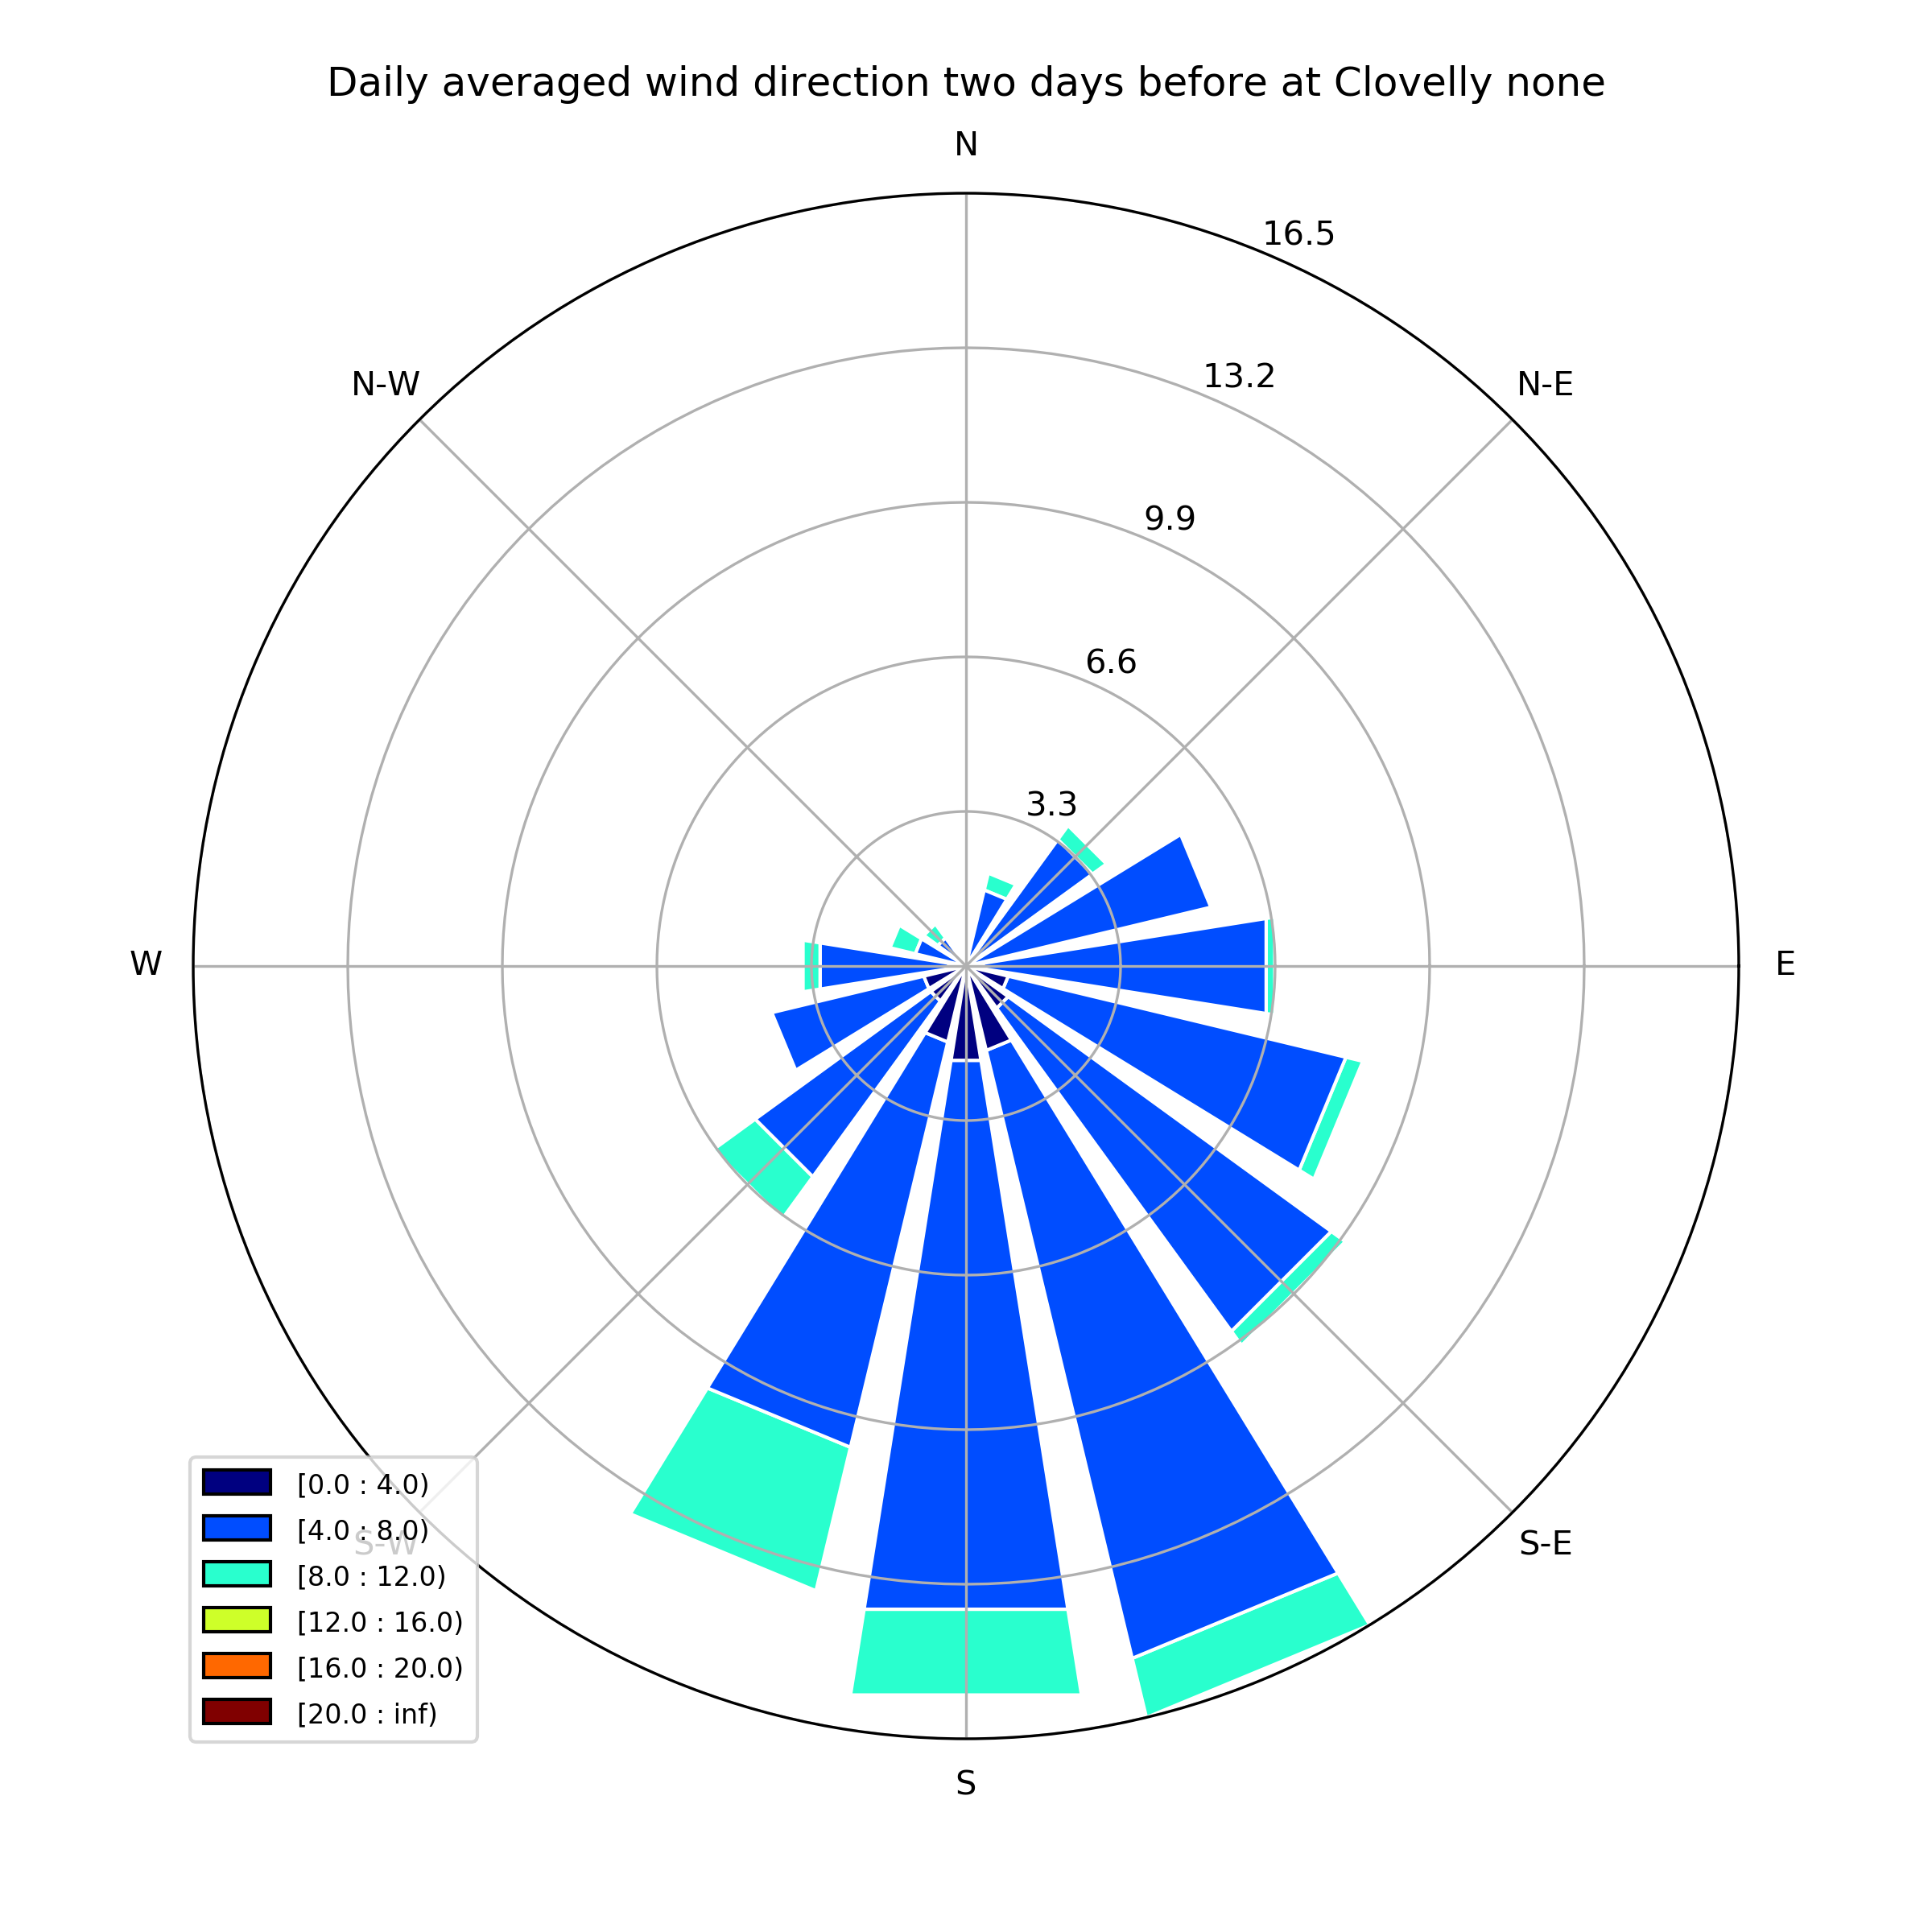 Daily averaged wind direction two days before at Clovelly none
N
16.5
N-W
13.2
N-E
9.9
6.6
3.3
W
E
[0.0 : 4.0)
[4.0 : 8.0)
S-W
S-E
[8.0 : 12.0)
[12.0 : 16.0)
[16.0 : 20.0)
[20.0 : inf)
S